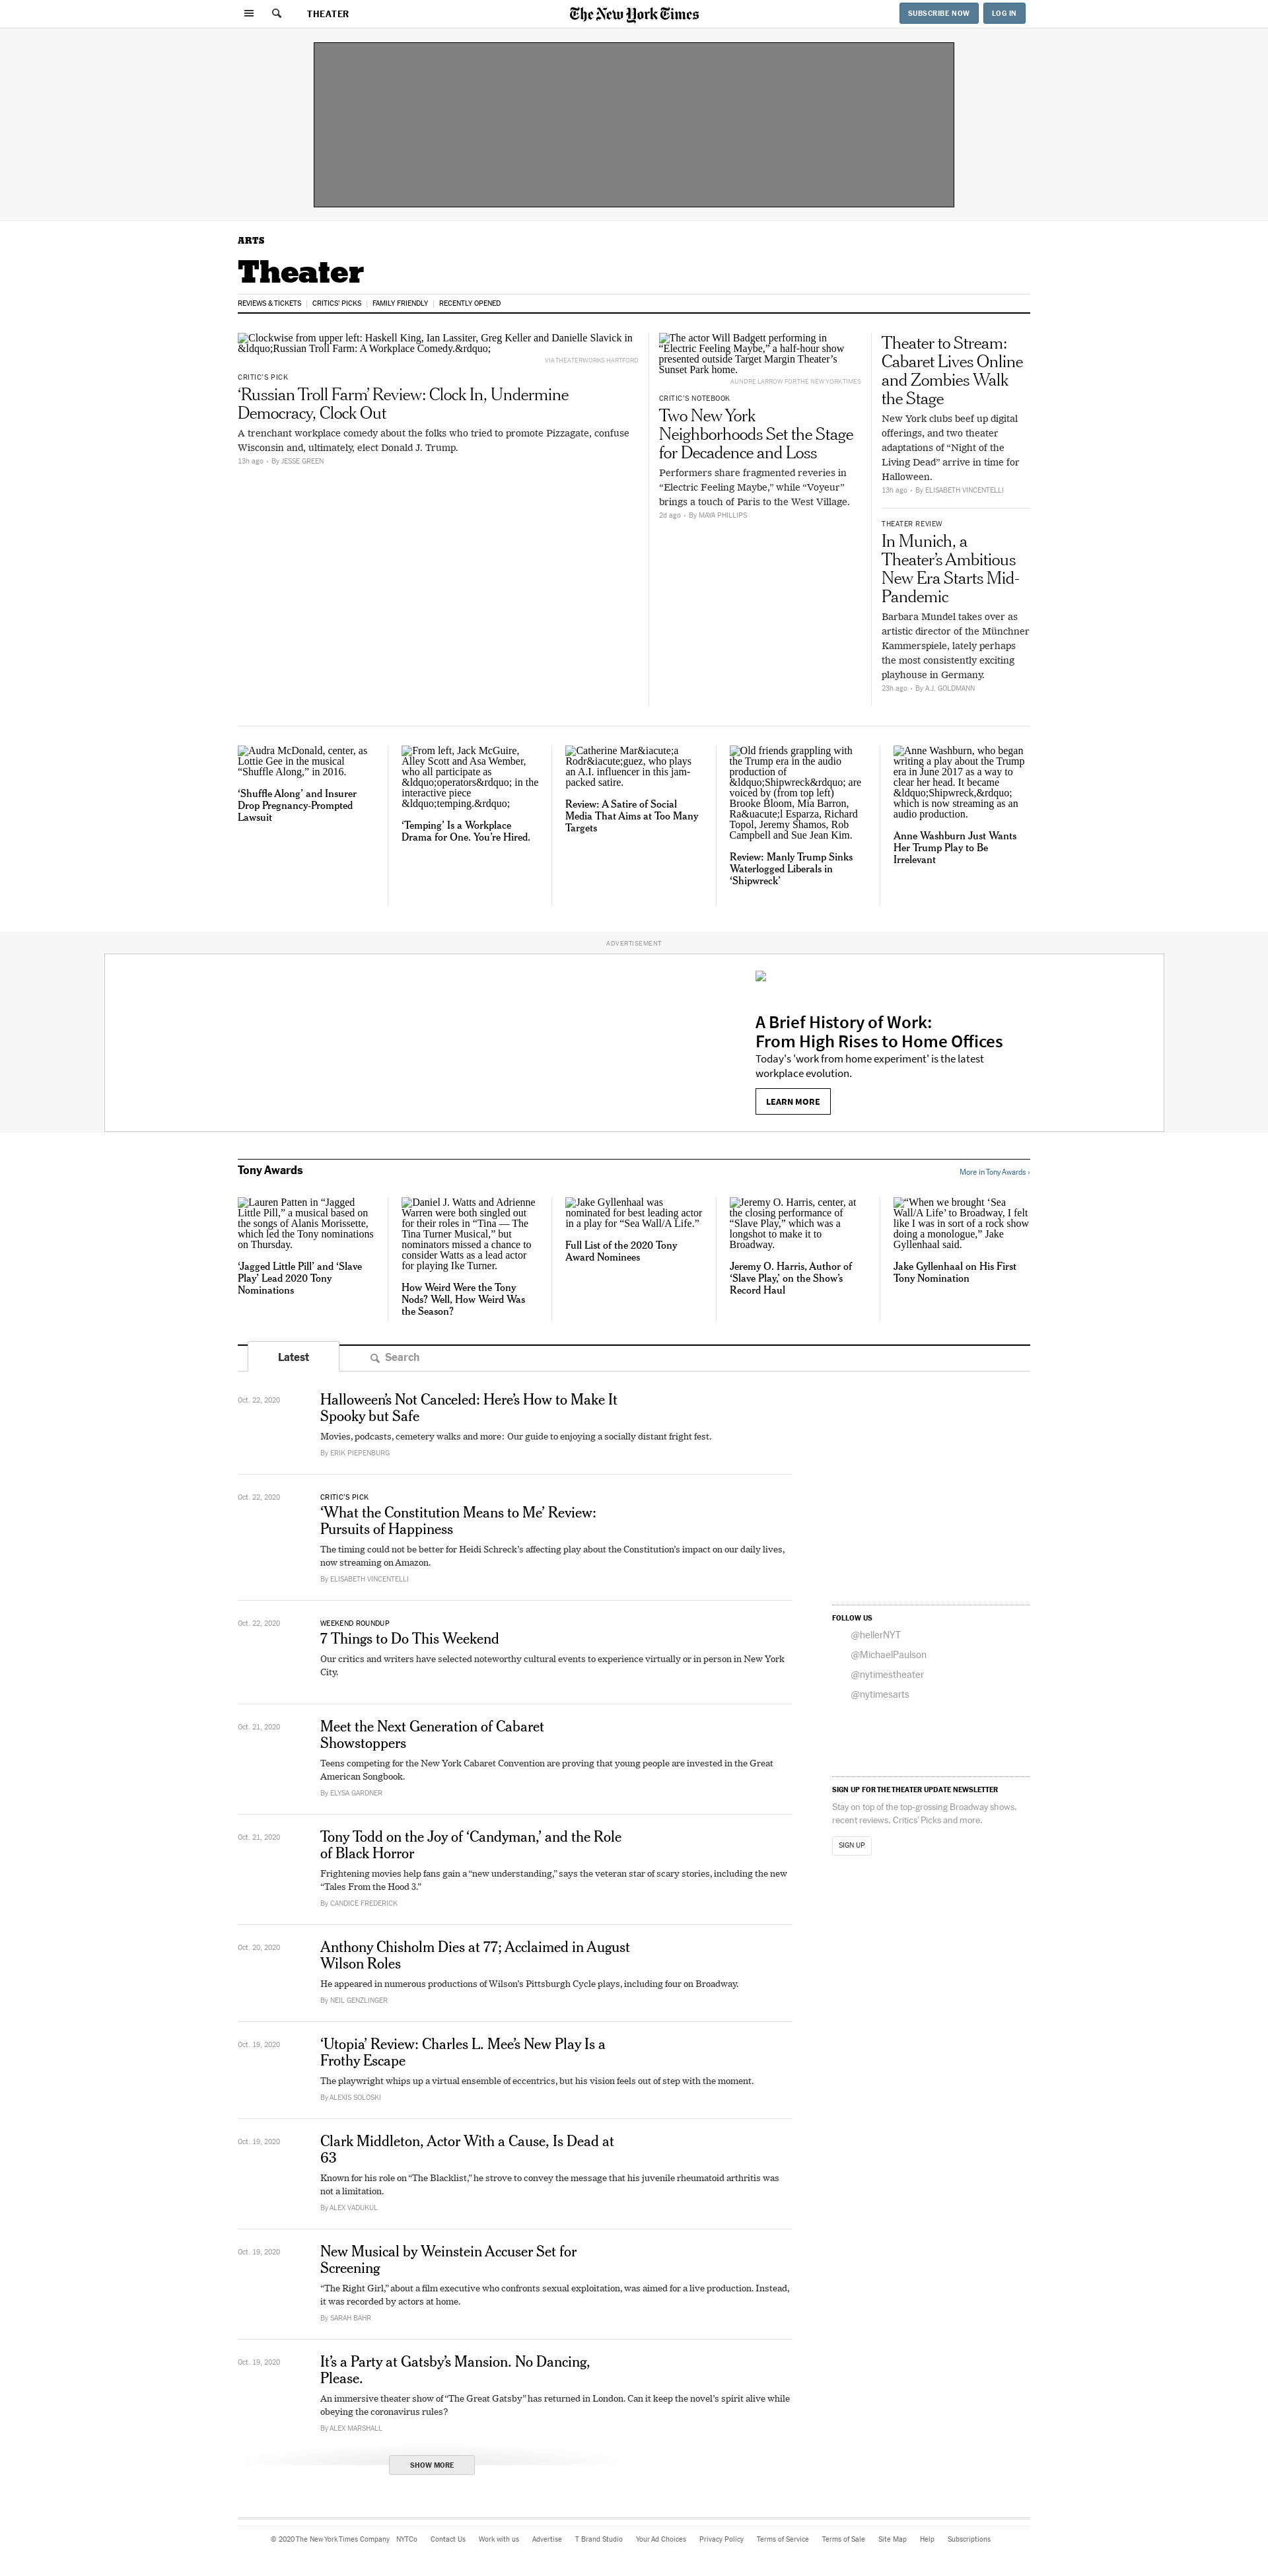 THEATER
The New York Times
SUBSCRIBE NOW
LOG IN
ARTS
Theater
REVIEWS & TICKETS | CRITICS' PICKS | FAMILY FRIENDLY | RECENTLY OPENED
Clockwise from upper left: Haskell King, Ian Lassiter, Greg Keller and Danielle Slavick in
&ldquo;Russian Troll Farm: A Workplace Comedy.&rdquo;
VIA THEATERWORKS HARTFORD
CRITIC'S PICK
‘Russian Troll Farm’ Review: Clock In, Undermine
Democracy, Clock Out
A trenchant workplace comedy about the folks who tried to promote Pizzagate, confuse
Wisconsin and, ultimately, elect Donald J. Trump.
13h ago · By JESSE GREEN
The actor Will Badgett performing in
“Electric Feeling Maybe,” a half-hour show
presented outside Target Margin Theater’s
Sunset Park home.
AUNDRE LARROW FOR THE NEW YORK TIMES
CRITIC'S NOTEBOOK
Two New York
Neighborhoods Set the Stage
for Decadence and Loss
Performers share fragmented reveries in
“Electric Feeling Maybe,” while “Voyeur”
brings a touch of Paris to the West Village.
2d ago · By MAYA PHILLIPS
Theater to Stream:
Cabaret Lives Online
and Zombies Walk
the Stage
New York clubs beef up digital
offerings, and two theater
adaptations of “Night of the
Living Dead” arrive in time for
Halloween.
13h ago · By ELISABETH VINCENTELLI
THEATER REVIEW
In Munich, a
Theater’s Ambitious
New Era Starts Mid-
Pandemic
Barbara Mundel takes over as
artistic director of the Münchner
Kammerspiele, lately perhaps
the most consistently exciting
playhouse in Germany.
23h ago · By A.J. GOLDMANN
Audra McDonald, center, as
Lottie Gee in the musical
“Shuffle Along,” in 2016.
‘Shuffle Along’ and Insurer
Drop Pregnancy-Prompted
Lawsuit
From left, Jack McGuire,
Alley Scott and Asa Wember,
who all participate as
&ldquo;operators&rdquo; in the
interactive piece
&ldquo;temping.&rdquo;
‘Temping’ Is a Workplace
Drama for One. You’re Hired.
Catherine Mar&iacute;a
Rodr&iacute;guez, who plays
an A.I. influencer in this jam-
packed satire.
Review: A Satire of Social
Media That Aims at Too Many
Targets
Old friends grappling with
the Trump era in the audio
production of
&ldquo;Shipwreck&rdquo; are
voiced by (from top left)
Brooke Bloom, Mia Barron,
Ra&uacute;l Esparza, Richard
Topol, Jeremy Shamos, Rob
Campbell and Sue Jean Kim.
Review: Manly Trump Sinks
Waterlogged Liberals in
‘Shipwreck’
Anne Washburn, who began
writing a play about the Trump
era in June 2017 as a way to
clear her head. It became
&ldquo;Shipwreck,&rdquo;
which is now streaming as an
audio production.
Anne Washburn Just Wants
Her Trump Play to Be
Irrelevant
ADVERTISEMENT
A Brief History of Work:
From High Rises to Home Offices
Today's 'work from home experiment' is the latest
workplace evolution.
LEARN MORE
Tony Awards
More in Tony Awards ›
Lauren Patten in “Jagged
Little Pill,” a musical based on
the songs of Alanis Morissette,
which led the Tony nominations
on Thursday.
‘Jagged Little Pill’ and ‘Slave
Play’ Lead 2020 Tony
Nominations
Daniel J. Watts and Adrienne
Warren were both singled out
for their roles in “Tina — The
Tina Turner Musical,” but
nominators missed a chance to
consider Watts as a lead actor
for playing Ike Turner.
How Weird Were the Tony
Nods? Well, How Weird Was
the Season?
Jake Gyllenhaal was
nominated for best leading actor
in a play for “Sea Wall/A Life.”
Full List of the 2020 Tony
Award Nominees
Jeremy O. Harris, center, at
the closing performance of
“Slave Play,” which was a
longshot to make it to
Broadway.
Jeremy O. Harris, Author of
‘Slave Play,’ on the Show’s
Record Haul
“When we brought ‘Sea
Wall/A Life’ to Broadway, I felt
like I was in sort of a rock show
doing a monologue,” Jake
Gyllenhaal said.
Jake Gyllenhaal on His First
Tony Nomination
Latest
Search
Oct. 22, 2020
Halloween’s Not Canceled: Here’s How to Make It
Spooky but Safe
Movies, podcasts, cemetery walks and more: Our guide to enjoying a socially distant fright fest.
By ERIK PIEPENBURG
Oct. 22, 2020
CRITIC'S PICK
‘What the Constitution Means to Me’ Review:
Pursuits of Happiness
The timing could not be better for Heidi Schreck’s affecting play about the Constitution’s impact on our daily lives,
now streaming on Amazon.
By ELISABETH VINCENTELLI
Oct. 22, 2020
WEEKEND ROUNDUP
7 Things to Do This Weekend
Our critics and writers have selected noteworthy cultural events to experience virtually or in person in New York
City.
Oct. 21, 2020
Meet the Next Generation of Cabaret
Showstoppers
Teens competing for the New York Cabaret Convention are proving that young people are invested in the Great
American Songbook.
By ELYSA GARDNER
Oct. 21, 2020
Tony Todd on the Joy of ‘Candyman,’ and the Role
of Black Horror
Frightening movies help fans gain a “new understanding,” says the veteran star of scary stories, including the new
“Tales From the Hood 3.”
By CANDICE FREDERICK
Oct. 20, 2020
Anthony Chisholm Dies at 77; Acclaimed in August
Wilson Roles
He appeared in numerous productions of Wilson’s Pittsburgh Cycle plays, including four on Broadway.
By NEIL GENZLINGER
Oct. 19, 2020
‘Utopia’ Review: Charles L. Mee’s New Play Is a
Frothy Escape
The playwright whips up a virtual ensemble of eccentrics, but his vision feels out of step with the moment.
By ALEXIS SOLOSKI
Oct. 19, 2020
Clark Middleton, Actor With a Cause, Is Dead at
63
Known for his role on “The Blacklist,” he strove to convey the message that his juvenile rheumatoid arthritis was
not a limitation.
By ALEX VADUKUL
Oct. 19, 2020
New Musical by Weinstein Accuser Set for
Screening
“The Right Girl,” about a film executive who confronts sexual exploitation, was aimed for a live production. Instead,
it was recorded by actors at home.
By SARAH BAHR
Oct. 19, 2020
It’s a Party at Gatsby’s Mansion. No Dancing,
Please.
An immersive theater show of “The Great Gatsby” has returned in London. Can it keep the novel’s spirit alive while
obeying the coronavirus rules?
By ALEX MARSHALL
SHOW MORE
FOLLOW US
@hellerNYT
@MichaelPaulson
@nytimestheater
@nytimesarts
SIGN UP FOR THE THEATER UPDATE NEWSLETTER
Stay on top of the top-grossing Broadway shows,
recent reviews, Critics’ Picks and more.
SIGN UP
© 2020 The New York Times Company NYTCo Contact Us Work with us Advertise T Brand Studio Your Ad Choices Privacy Policy Terms of Service Terms of Sale Site Map Help Subscriptions